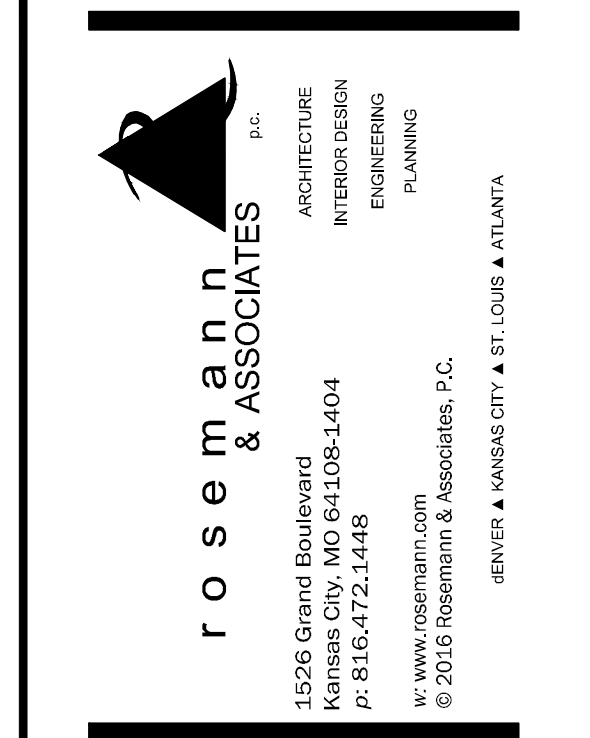 rosemann
& ASSOCIATES
p.c.
1526 Grand Boulevard
Kansas City, MO 64108-1404
p: 816.472.1448
w: www.rosemann.com
© 2016 Rosemann & Associates, P.C.
ARCHITECTURE
INTERIOR DESIGN
ENGINEERING
PLANNING
dENVER ▲ KANSAS CITY ▲ ST. LOUIS ▲ ATLANTA